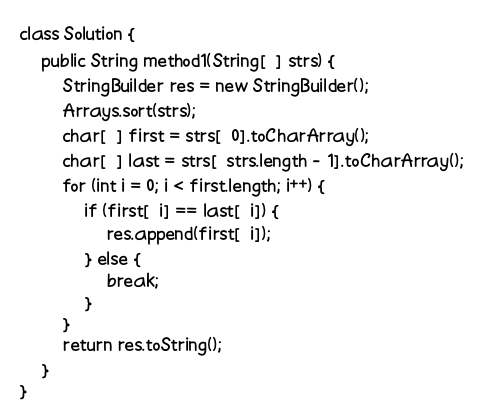 class Solution {
public String method1(String[ ] strs) {
StringBuilder res = new StringBuilder();
Arrays.sort(strs);
char[ ] first = strs[ 0].toCharArray();
char[ ] last = strs[ strs.length - 1].toCharArray();
for (int i = 0; i < first.length; i++) {
if (first[ i] == last[ i]) {
res.append(first[ i]);
} else {
break;
}
}
return res.toString();
}
}